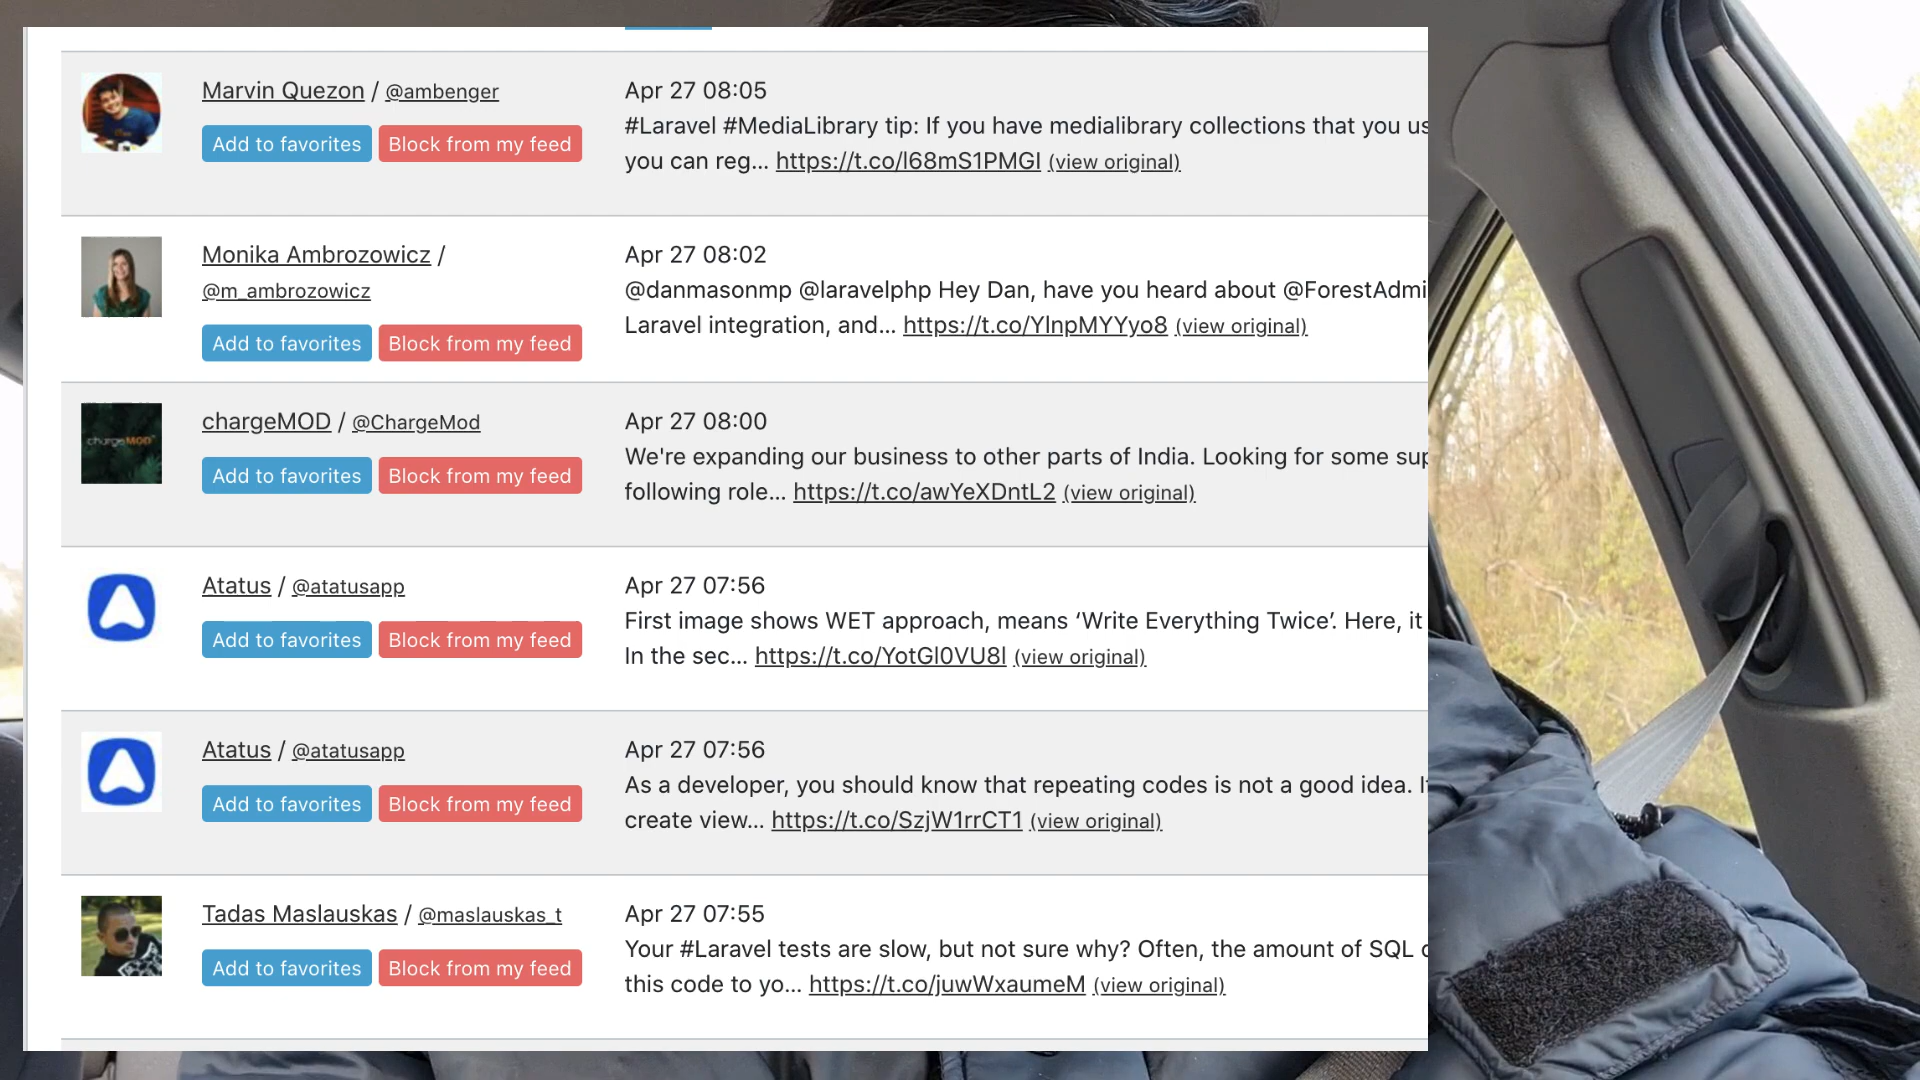 Marvin Quezon / @ambenger
Add to favorites Block from my feed
Apr 27 08:05
#Laravel #MediaLibrary tip: If you have medialibrary collections that you us
you can reg... https://t.co/l68mS1PMGl (view original)
Monika Ambrozowicz /
@m_ambrozowicz
Add to favorites Block from my feed
Apr 27 08:02
@danmasonmp @laravelphp Hey Dan, have you heard about @ForestAdmi
Laravel integration, and... https://t.co/YlnpMYYyo8 (view original)
chargeMOD
chargeMOD / @ChargeMod
Add to favorites Block from my feed
Apr 27 08:00
We're expanding our business to other parts of India. Looking for some sup
following role... https://t.co/awYeXDntL2 (view original)
Atatus / @atatusapp
Add to favorites Block from my feed
Apr 27 07:56
First image shows WET approach, means ‘Write Everything Twice’. Here, it
In the sec... https://t.co/YotGl0VU8l (view original)
Atatus / @atatusapp
Add to favorites Block from my feed
Apr 27 07:56
As a developer, you should know that repeating codes is not a good idea. I
create view... https://t.co/SzjW1rrCT1 (view original)
Tadas Maslauskas / @maslauskas_t
Add to favorites Block from my feed
Apr 27 07:55
Your #Laravel tests are slow, but not sure why? Often, the amount of SQL
this code to yo... https://t.co/juwWxaumeM (view original)